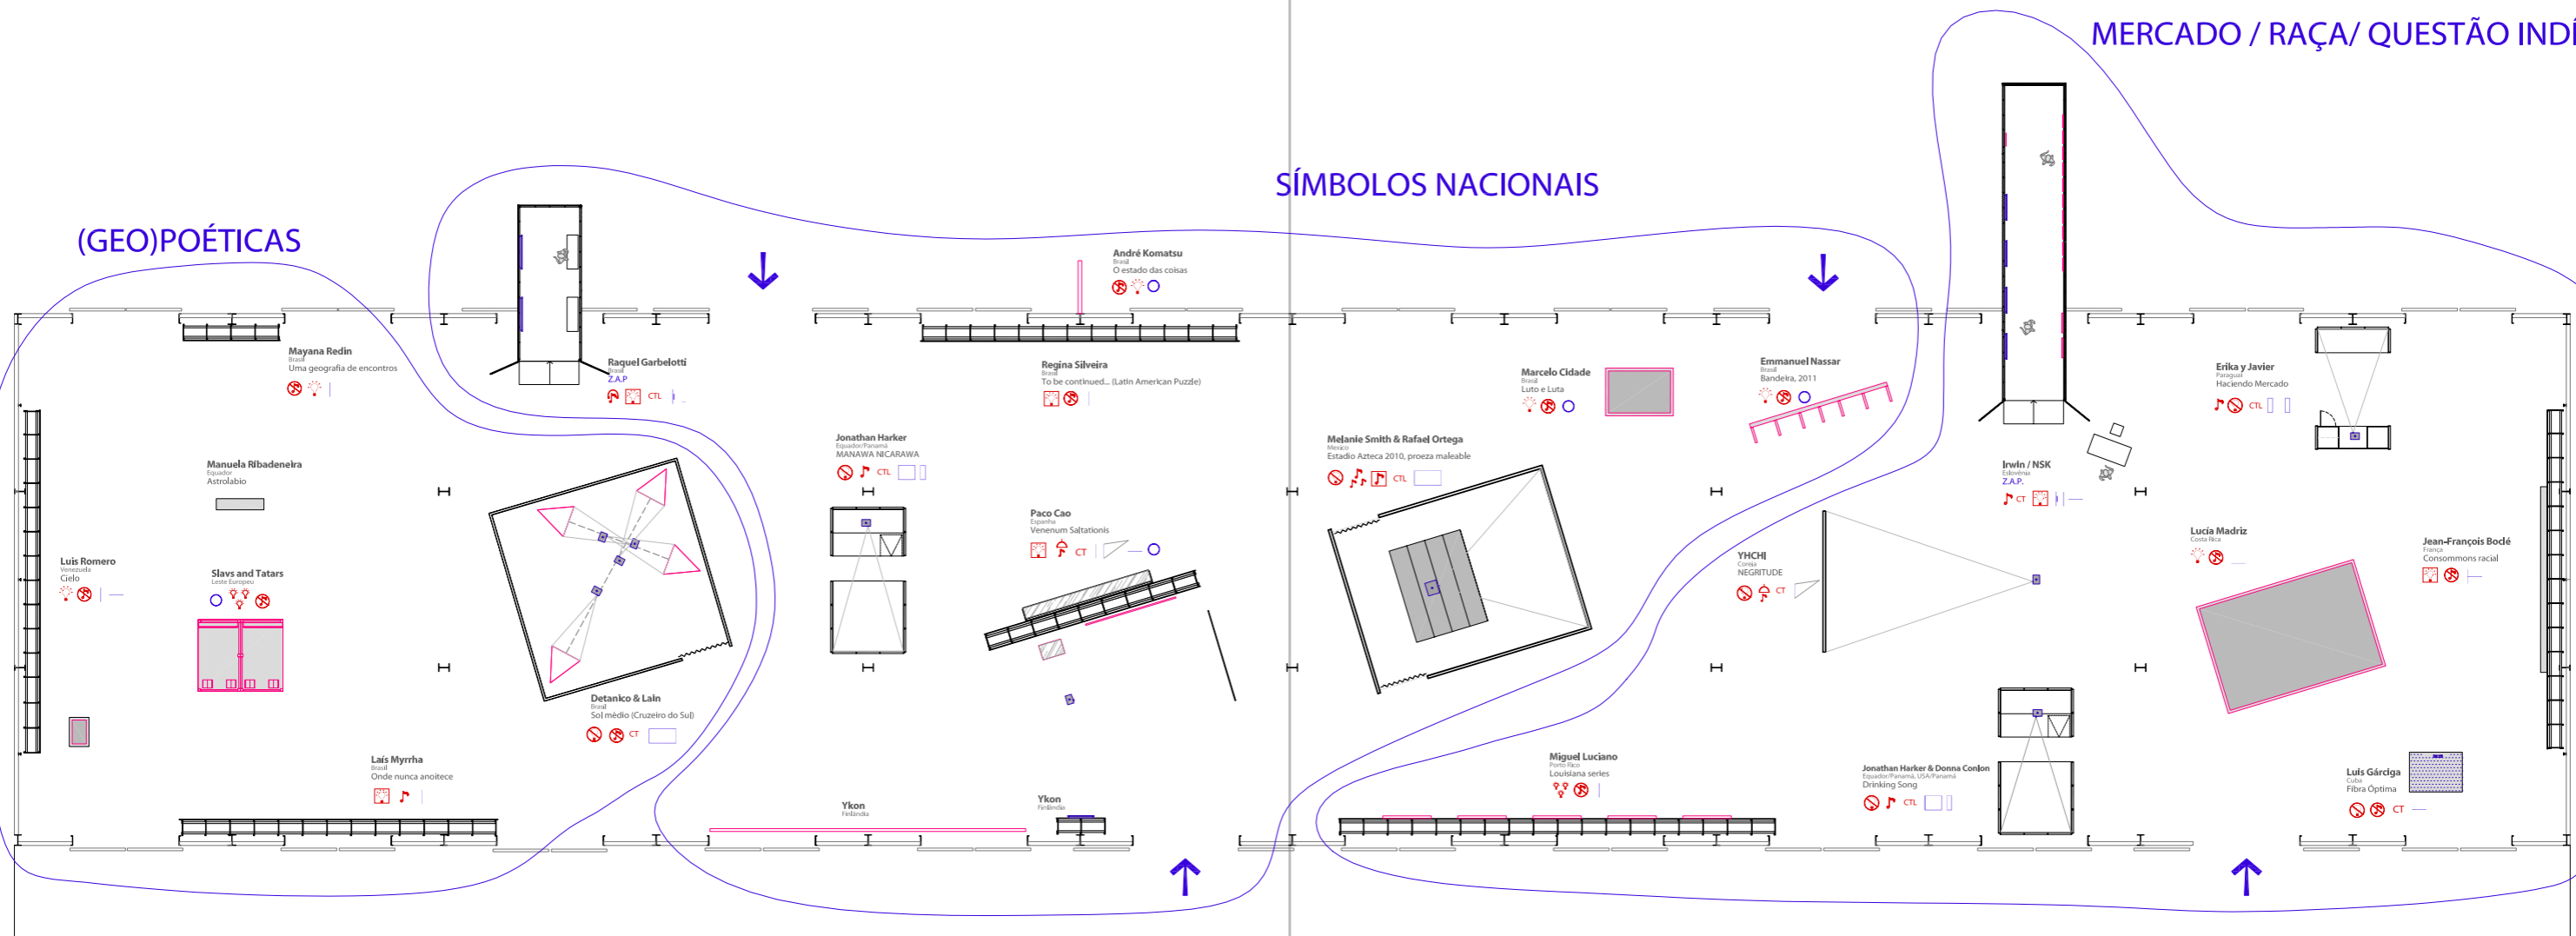 MERCADO / RAÇA/ QUESTÃO INDÍ
SÍMBOLOS NACIONAIS
(GEO)POÉTICAS
André Komatsu
Brasil
O estado das coisas
Mayana Redin
Brasil
Uma geografia de encontros
Raquel Garbelotti
Brasil
Z.A.P
CTL
Regina Silveira
Brasil
To be continued... (Latin American Puzzle)
Marcelo Cidade
Brasil
Luto e Luta
Emmanuel Nassar
Brasil
Bandeira, 2011
Erika y Javier
Paraguai
Haciendo Mercado
CTL
Jonathan Harker
Equador/Panamá
MANAWA NICARAWA
CTL
Melanie Smith & Rafael Ortega
Mexico
Estadio Azteca 2010, proeza maleable
CTL
Manuela Ribadeneira
Equador
Astrolabio
Irwin / NSK
Eslovênia
Z.A.P.
CT
Paco Cao
Espanha
Venenum Saltationis
CT
Lucía Madriz
Costa Rica
Jean-François Boclé
França
Consommons racial
Luis Romero
Venezuela
Cielo
Slavs and Tatars
Leste Europeu
YHCHI
Coreia
NEGRITUDE
CT
Detanico & Lain
Brasil
Sol médio (Cruzeiro do Sul)
CT
Laís Myrrha
Brasil
Onde nunca anoitece
Miguel Luciano
Porto Rico
Louisiana series
Jonathan Harker & Donna Conlon
Equador/Panamá, USA/Panamá
Drinking Song
CTL
Luis Gárciga
Cuba
Fibra Óptima
CT
Ykon
Finlândia
Ykon
Finlândia